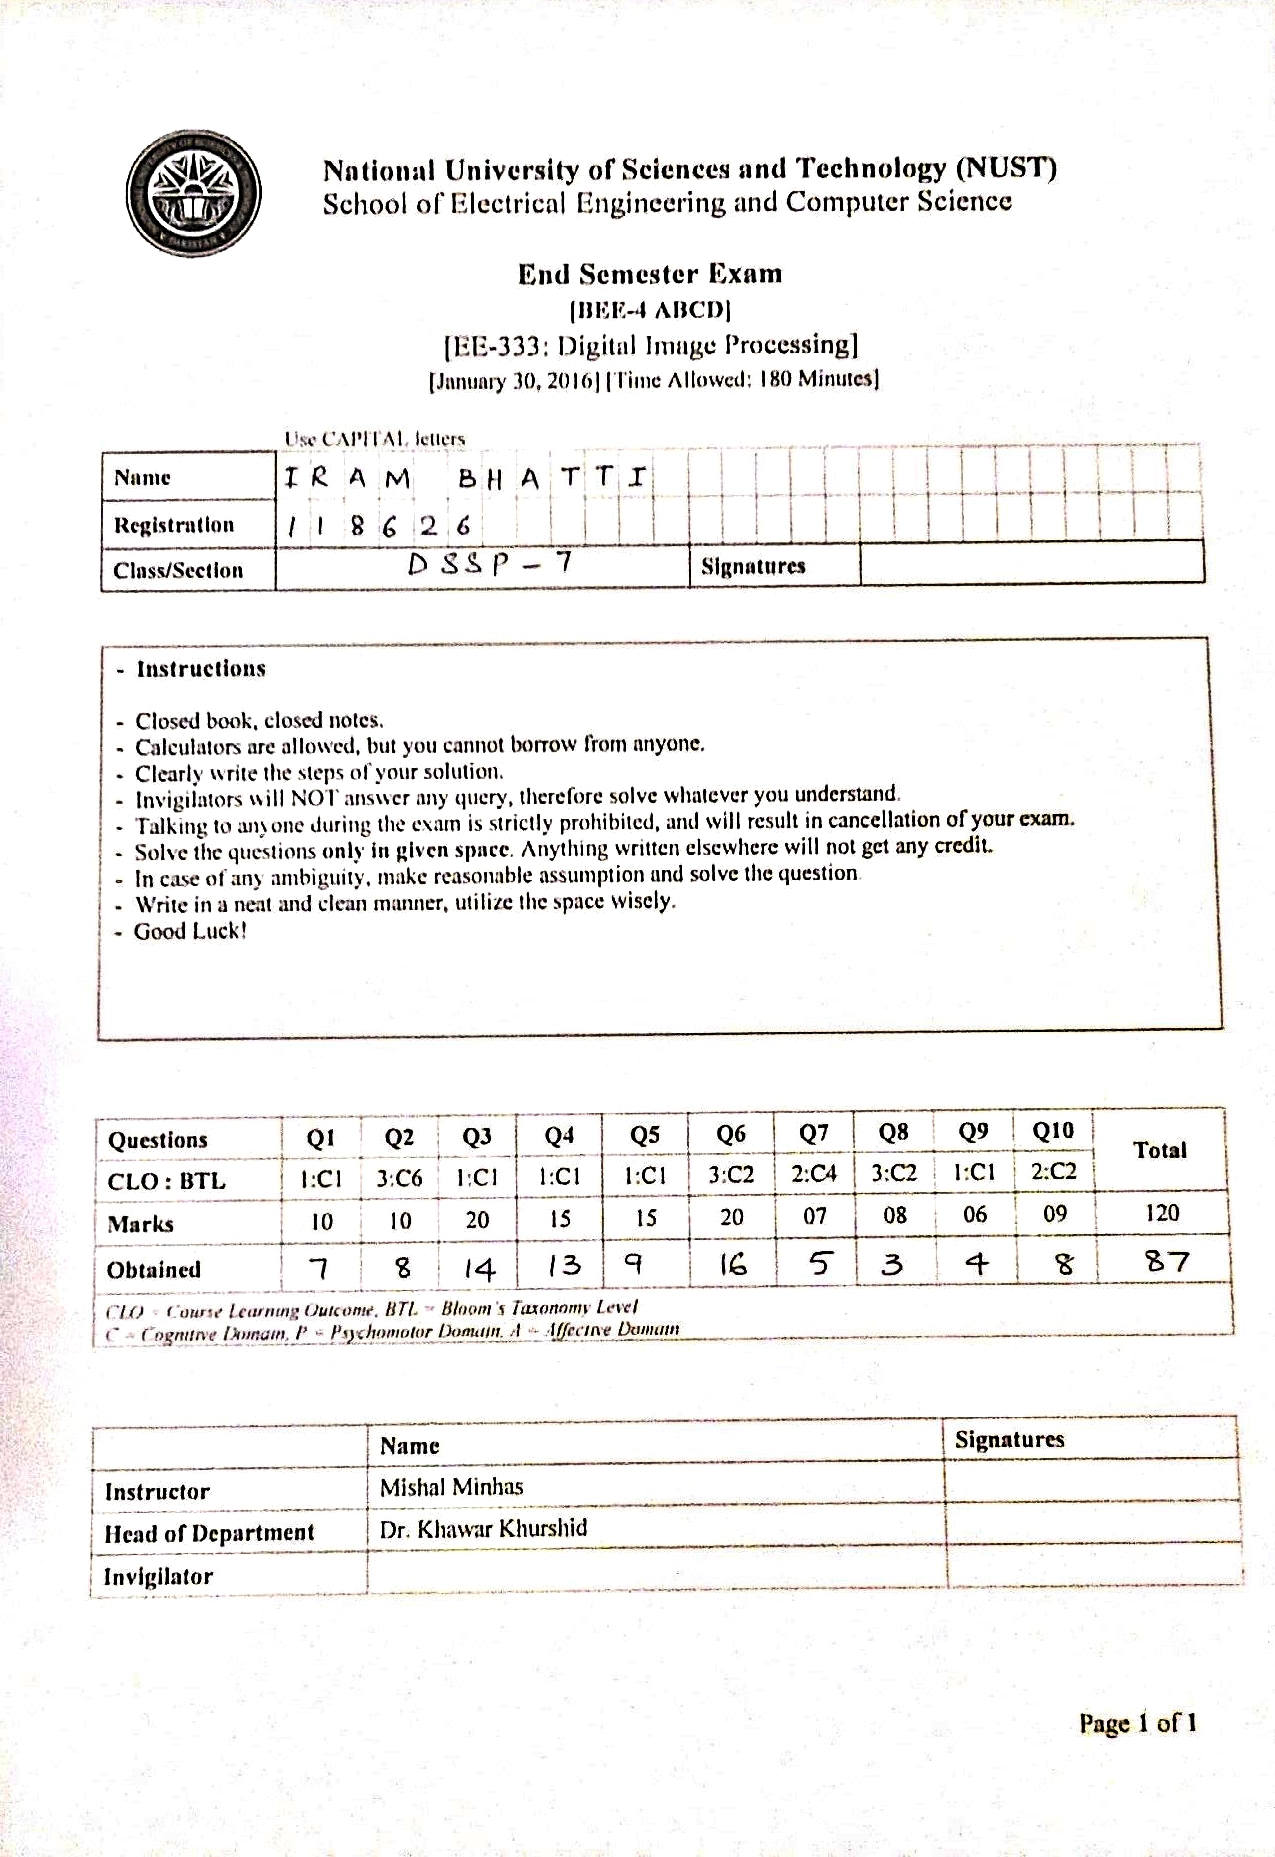 National University of Sciences and Technology (NUST)
School of Electrical Engineering and Computer Science
End Semester Exam
[BEE-4 ABCD]
[EE-333: Digital Image Processing]
[January 30, 2016] [Time Allowed: 180 Minutes]
Use CAPITAL letters
Name IRAM BHATTI
Registration 118626
Class/Section DSSP-7 Signatures
- Instructions
- Closed book, closed notes.
- Calculators are allowed, but you cannot borrow from anyone.
- Clearly write the steps of your solution.
- Invigilators will NOT answer any query, therefore solve whatever you understand.
- Talking to anyone during the exam is strictly prohibited, and will result in cancellation of your exam.
- Solve the questions only in given space. Anything written elsewhere will not get any credit.
- In case of any ambiguity, make reasonable assumption and solve the question.
- Write in a neat and clean manner, utilize the space wisely.
- Good Luck!
Questions Q1 Q2 Q3 Q4 Q5 Q6 Q7 Q8 Q9 Q10 Total
CLO : BTL 1:C1 3:C6 1:C1 1:C1 1:C1 3:C2 2:C4 3:C2 1:C1 2:C2
Marks 10 10 20 15 15 20 07 08 06 09 120
Obtained 7 8 14 13 9 16 5 3 4 8 87
CLO = Course Learning Outcome, BTL = Bloom's Taxonomy Level
C = Cognitive Domain, P = Psychomotor Domain, A = Affective Domain
Name Signatures
Instructor Mishal Minhas
Head of Department Dr. Khawar Khurshid
Invigilator
Page 1 of 1